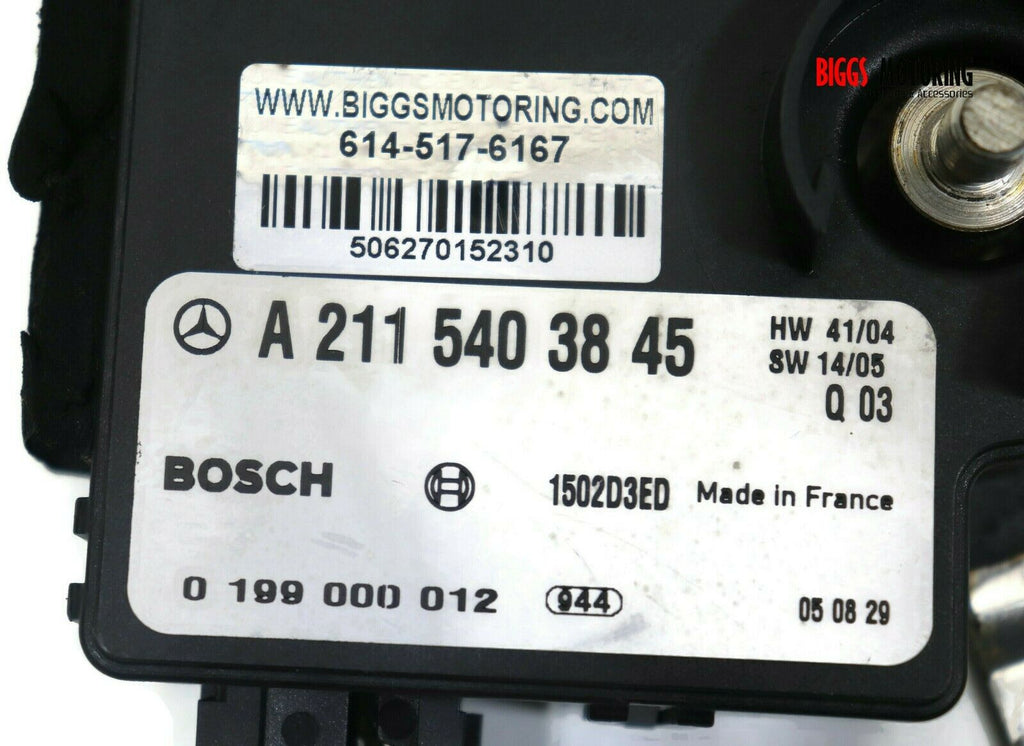 BIGGS MOTORING
& Accessories
WWW.BIGGSMOTORING.COM
614-517-6167
506270152310
A 211 540 38 45
HW 41/04
SW 14/05
Q 03
BOSCH
1502D3ED Made in France
0 199 000 012
944
05 08 29